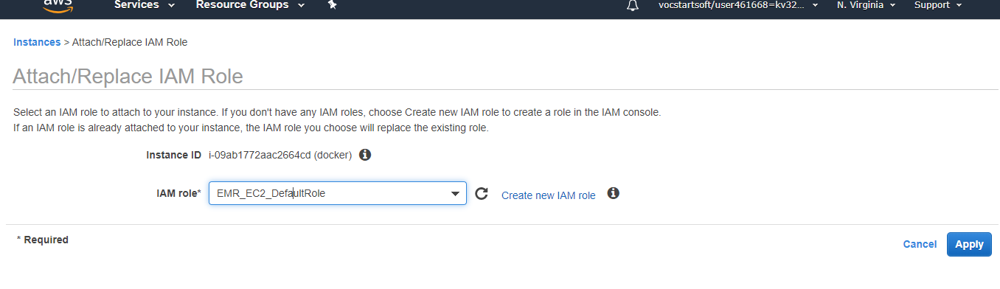 aws Services Resource Groups vocstartsoft/user461668=kv32... N. Virginia Support
Instances > Attach/Replace IAM Role
Attach/Replace IAM Role
Select an IAM role to attach to your instance. If you don't have any IAM roles, choose Create new IAM role to create a role in the IAM console.
If an IAM role is already attached to your instance, the IAM role you choose will replace the existing role.
Instance ID i-09ab1772aac2664cd (docker)
IAM role* EMR_EC2_DefaultRole Create new IAM role
* Required
Cancel Apply